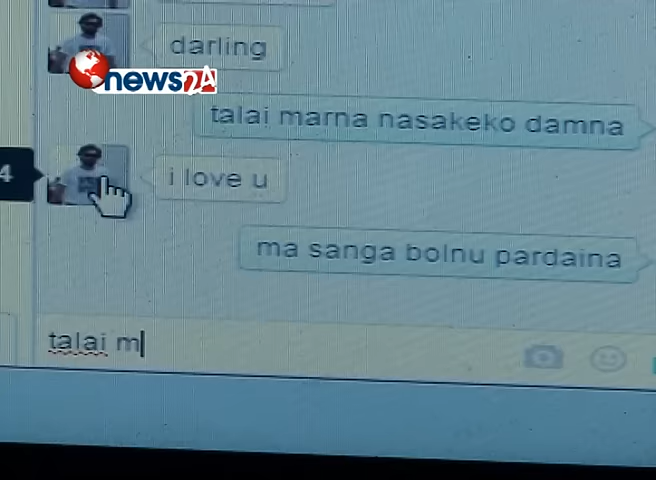 darling
news24
talai marna nasakeko damna
4
i love u
ma sanga bolnu pardaina
talai m